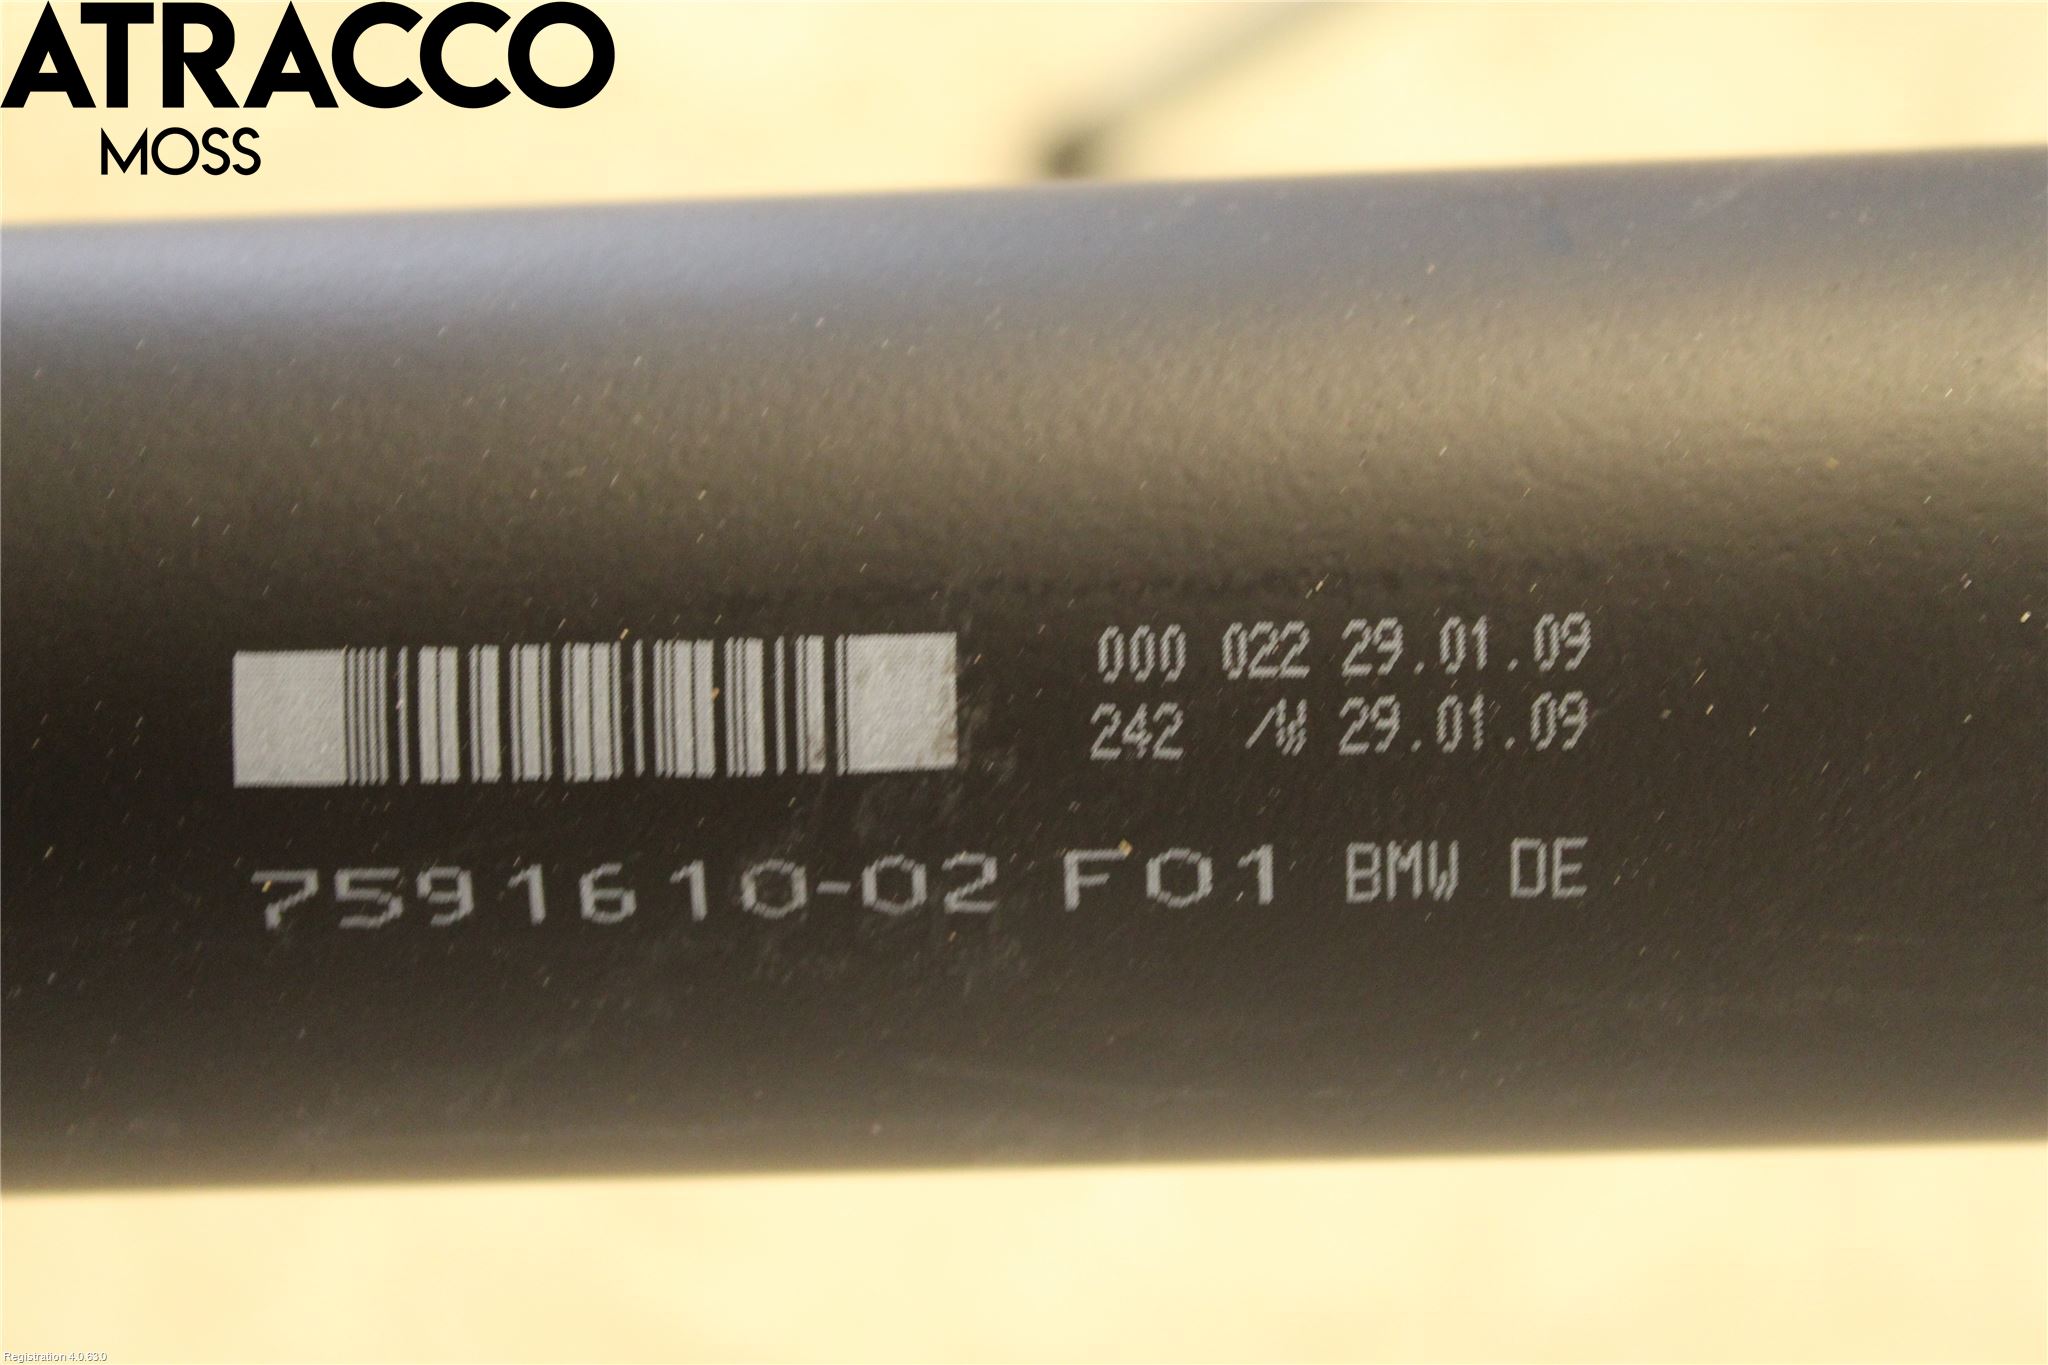 ATRACCO
MOSS
000 022 29.01.09
242 29.01.09
7591610-02 F01 BMW DE
Registration 4.0.63.0